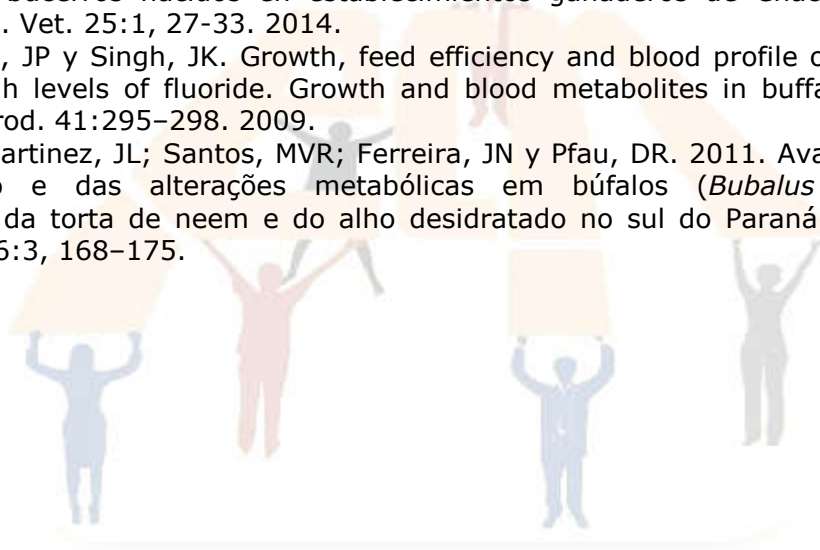 . Vet. 25:1, 27-33. 2014.
, JP y Singh, JK. Growth, feed efficiency and blood profile o
h levels of fluoride. Growth and blood metabolites in buffa
rod. 41:295–298. 2009.
artinez, JL; Santos, MVR; Ferreira, JN y Pfau, DR. 2011. Ava
o e das alterações metabólicas em búfalos (Bubalus
da torta de neem e do alho desidratado no sul do Paraná
6:3, 168–175.